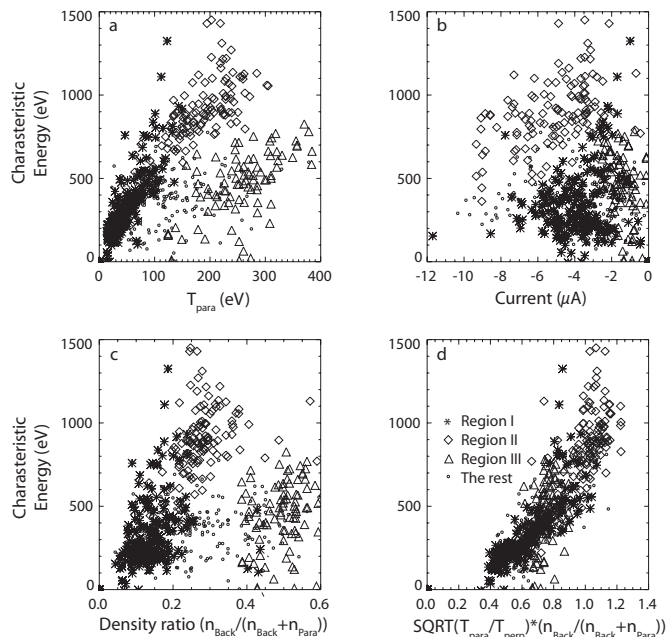 a
1500
1000
500
0
Charasteristic
Energy (eV)
0 100 200 300 400
T_para (eV)
b
1500
1000
500
0
-12 -10 -8 -6 -4 -2 0
Current (μA)
c
1500
1000
500
0
Charasteristic
Energy (eV)
0.0 0.2 0.4 0.6
Density ratio (n_Back/(n_Back+n_Para))
d
1500
1000
500
0
* Region I
◇ Region II
△ Region III
∘ The rest
0.0 0.2 0.4 0.6 0.8 1.0 1.2 1.4
SQRT(T_para/T_perp)*(n_Back/(n_Back+n_Para))